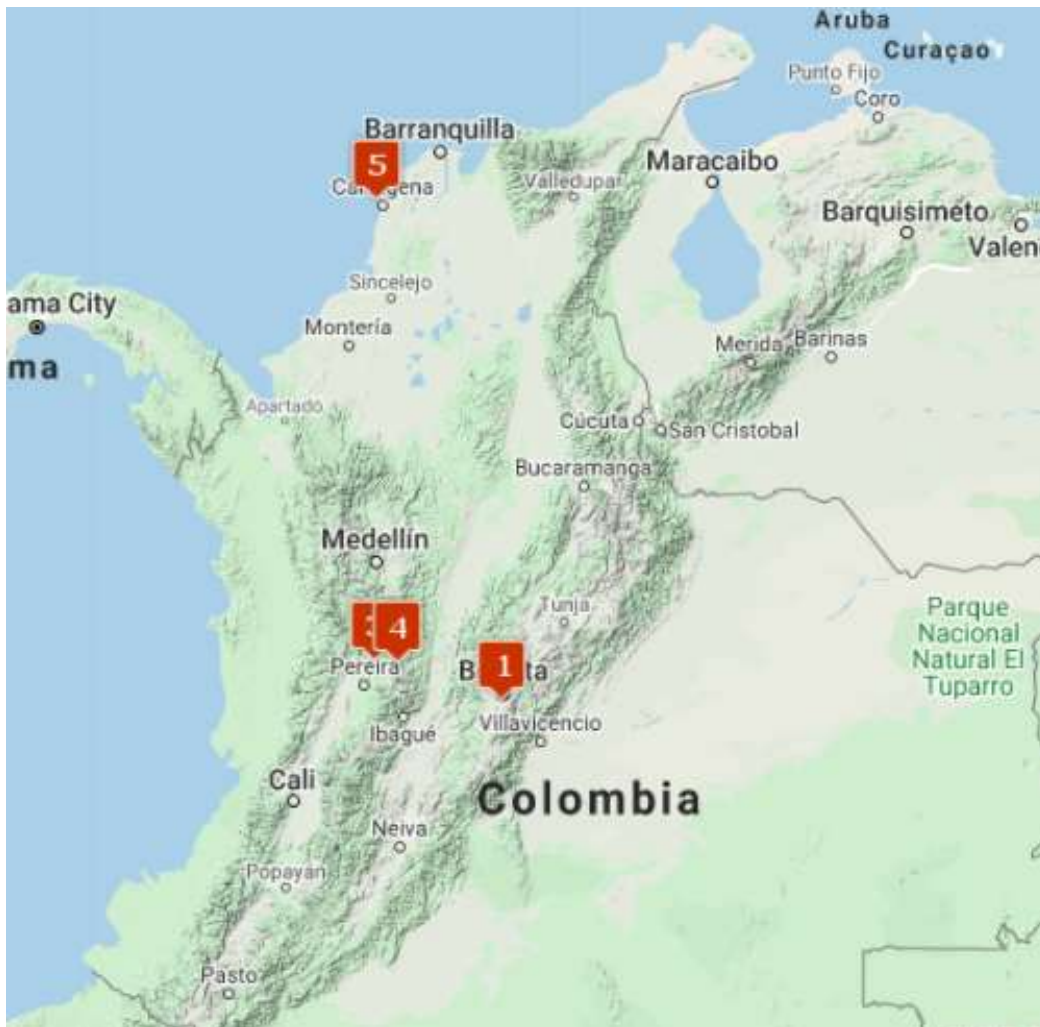 Aruba
Curaçao
Punto Fijo
Coro
Barranquilla
5
Maracaibo
Valledupar
Barquisimeto
Sincelejo
ama City
Montería
Merida
Barinas
ma
Apartado
Cúcuta
San Cristobal
Bucaramanga
Medellín
Tunja
Parque
Nacional
Natural El
Tuparro
4
1
Pereira
Villavicencio
Ibagué
Cali
Colombia
Neiva
Popayan
Pasto